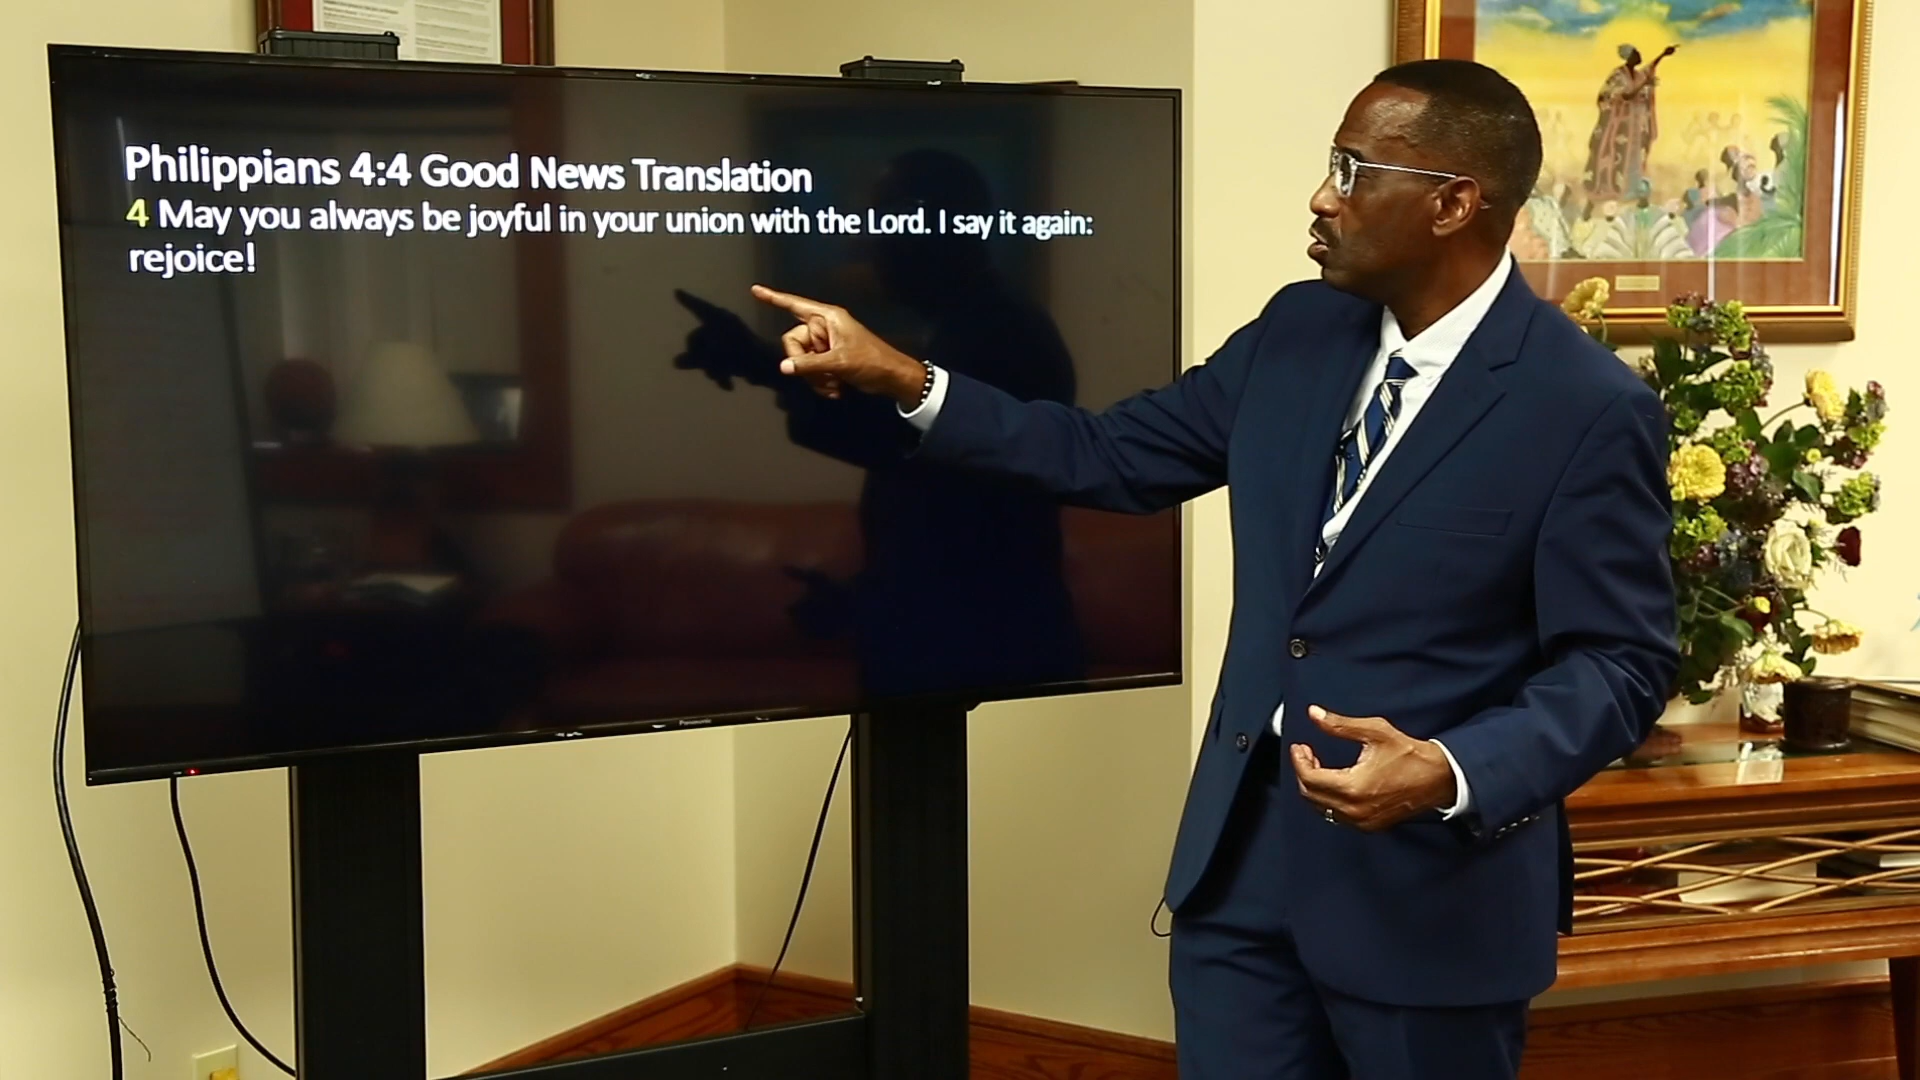 Philippians 4:4 Good News Translation
4 May you always be joyful in your union with the Lord. I say it again:
rejoice!
Panasonic